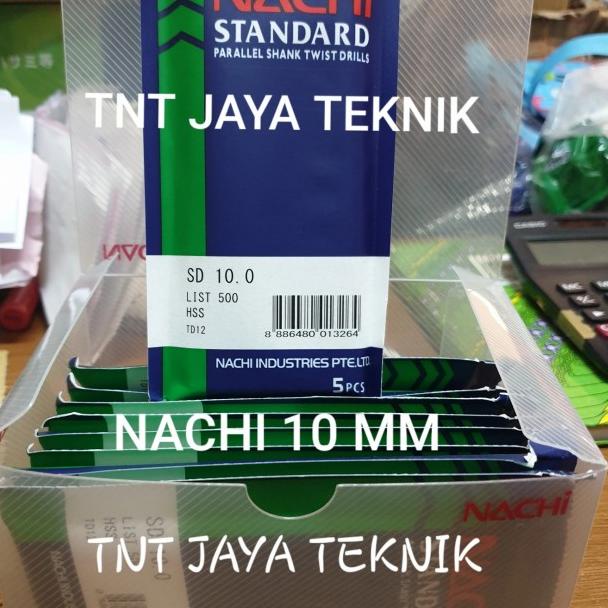 NACHI
STANDARD
PARALLEL SHANK TWIST DRILLS
TNT JAYA TEKNIK
SD 10.0
LIST 500
HSS
TD12
8 886480 013264
NACHI INDUSTRIES PTE.LTD.
5PCS
NACHI 10 MM
NACHI
TNT JAYA TEKNIK
CASIO